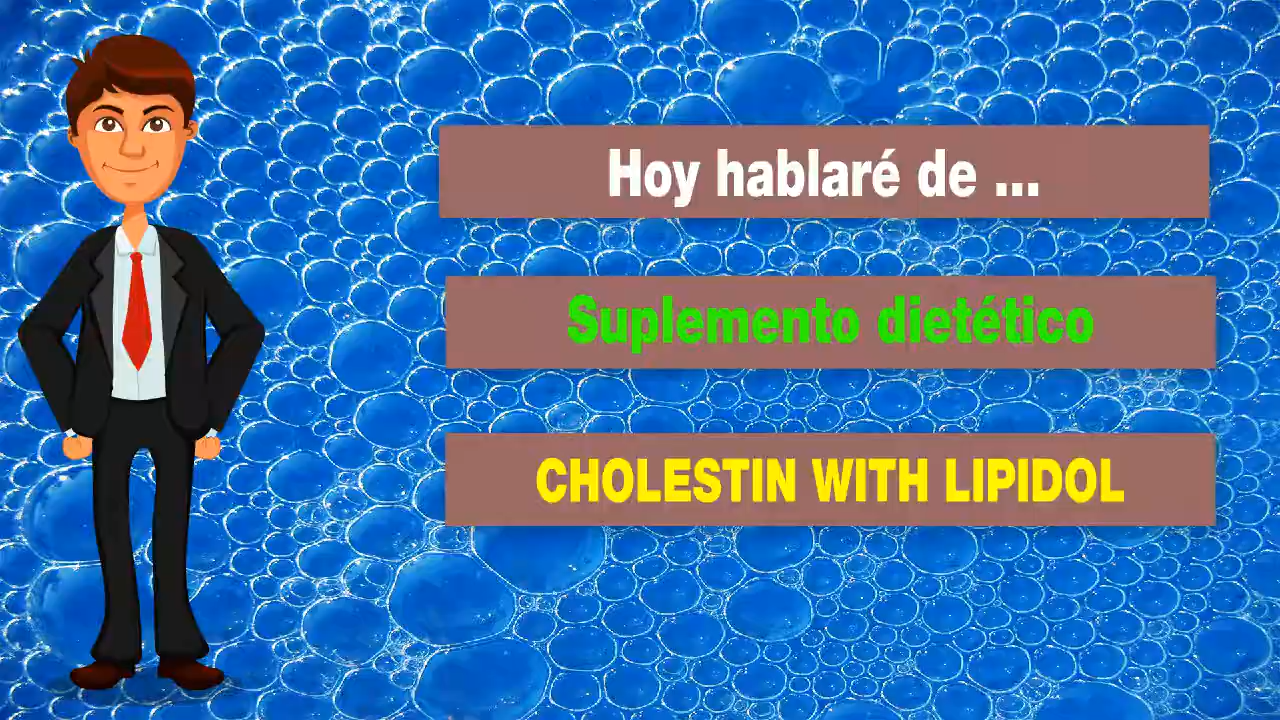 Hoy hablaré de ...
Suplemento dietético
CHOLESTIN WITH LIPIDOL